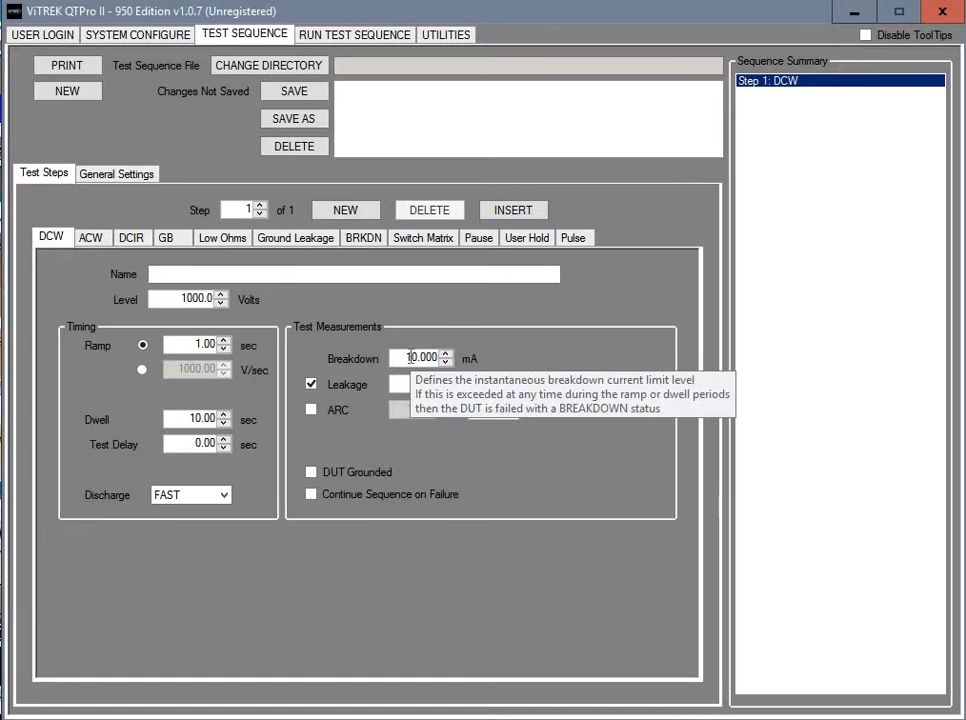 ViTREK QTPro II - 950 Edition v1.0.7 (Unregistered)
USER LOGIN SYSTEM CONFIGURE TEST SEQUENCE RUN TEST SEQUENCE UTILITIES Disable ToolTips
PRINT Test Sequence File CHANGE DIRECTORY
NEW Changes Not Saved SAVE
SAVE AS
DELETE
Sequence Summary
Step 1: DCW
Test Steps General Settings
Step 1 of 1 NEW DELETE INSERT
DCW ACW DCIR GB Low Ohms Ground Leakage BRKDN Switch Matrix Pause User Hold Pulse
Name
Level 1000.0 Volts
Timing
Ramp 1.00 sec
1000.00 V/sec
Dwell 10.00 sec
Test Delay 0.00 sec
Discharge FAST
Test Measurements
Breakdown 10.000 mA
Leakage
ARC
Defines the instantaneous breakdown current limit level
If this is exceeded at any time during the ramp or dwell periods
then the DUT is failed with a BREAKDOWN status
DUT Grounded
Continue Sequence on Failure